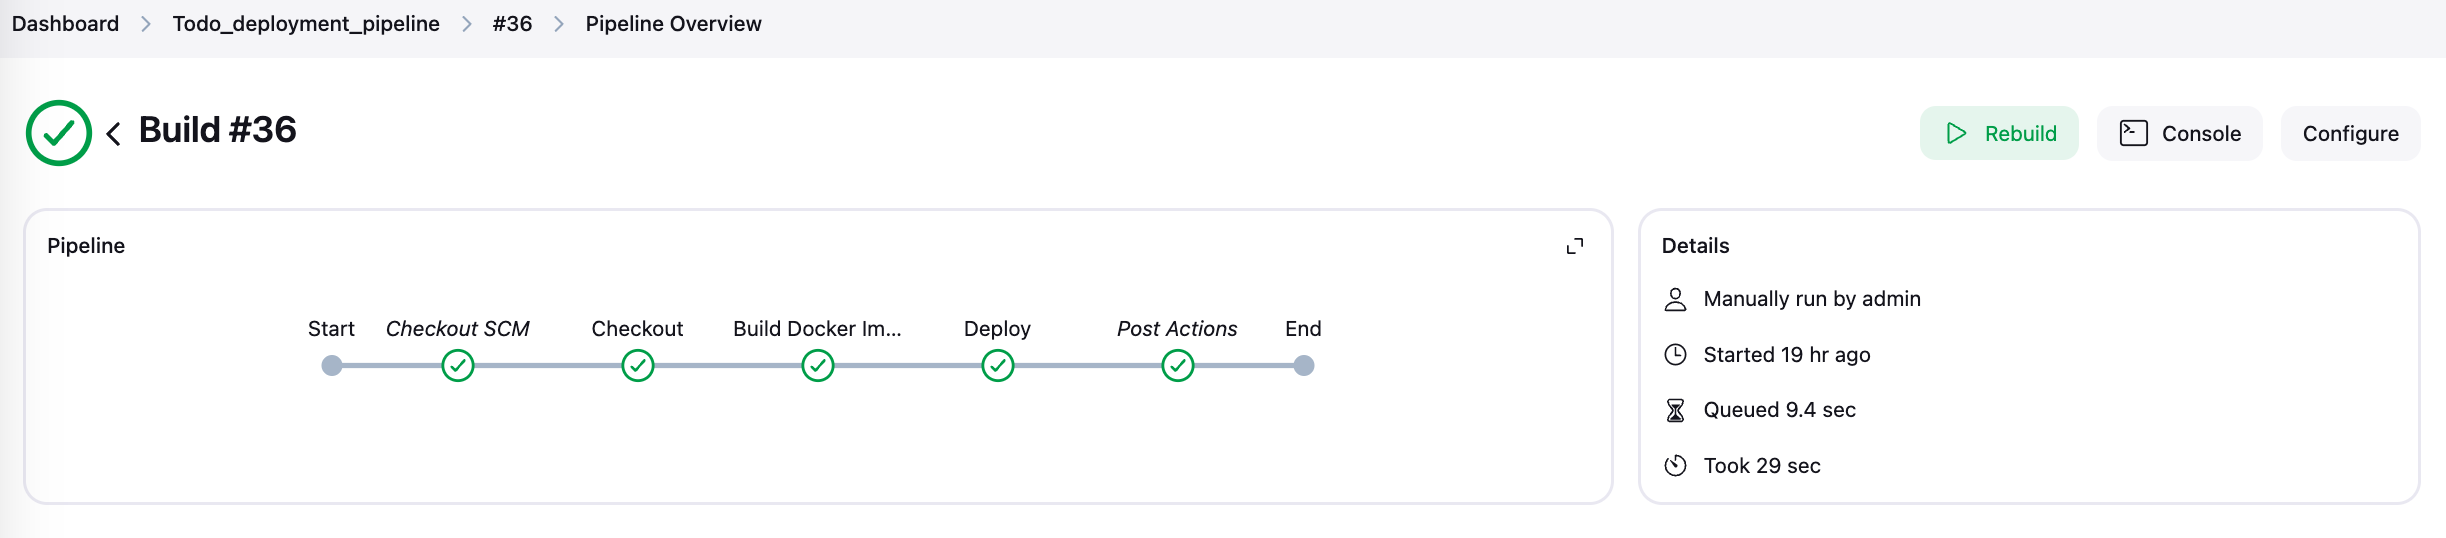 Dashboard > Todo_deployment_pipeline > #36 > Pipeline Overview
Build #36
Rebuild
Console
Configure
Pipeline
Start Checkout SCM Checkout Build Docker Im... Deploy Post Actions End
Details
Manually run by admin
Started 19 hr ago
Queued 9.4 sec
Took 29 sec